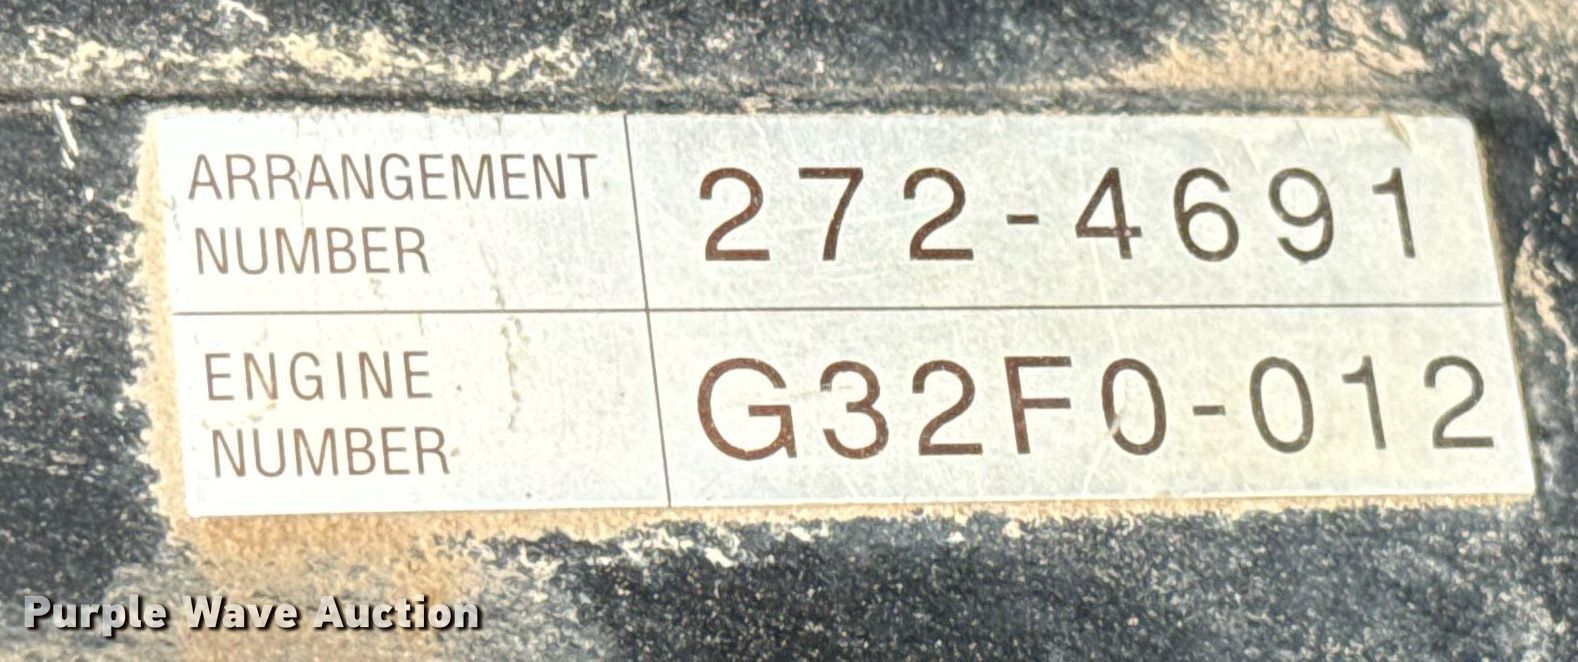 ARRANGEMENT
NUMBER
272-4691
ENGINE
NUMBER
G32F0-012
Purple Wave Auction